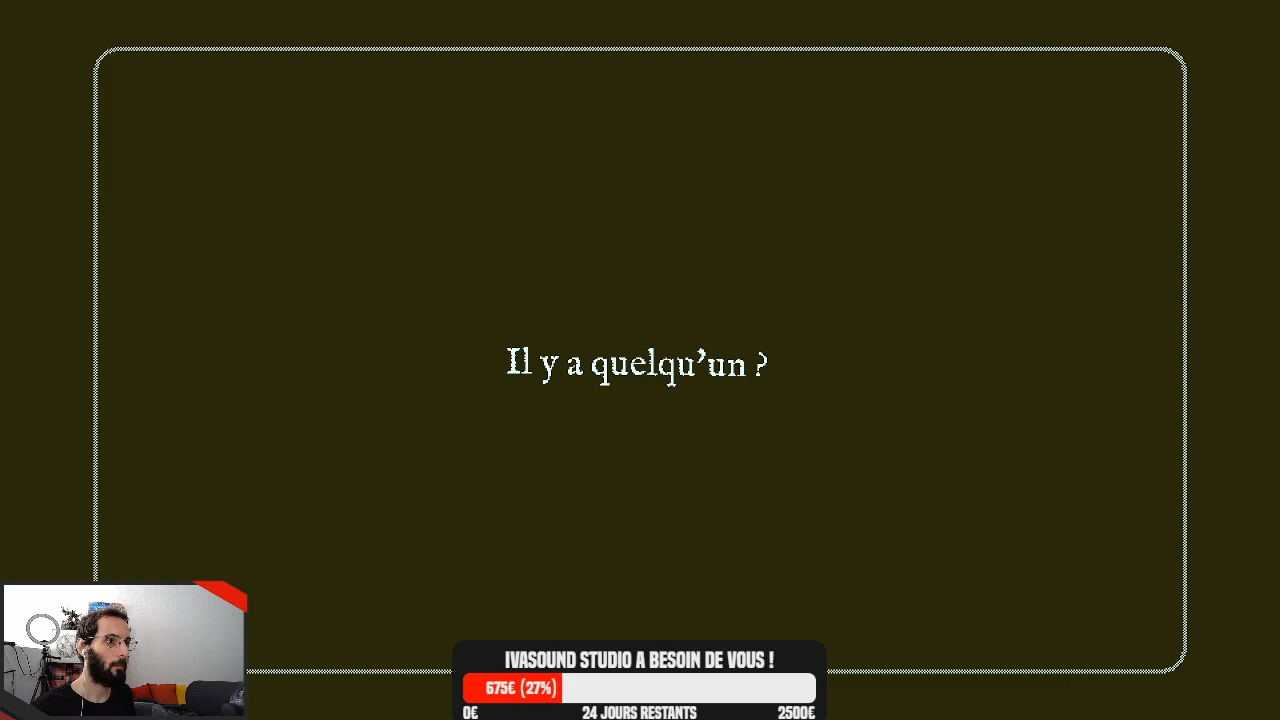 Il y a quelqu'un ?
IVASOUND STUDIO A BESOIN DE VOUS !
675€ (27%)
0€ 24 JOURS RESTANTS 2500€